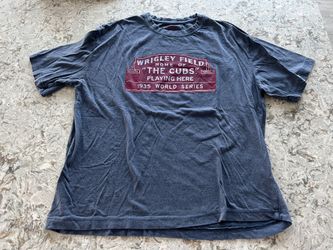 WRIGLEY FIELD
HOME OF
"THE CUBS"
PLAYING HERE
1935 WORLD SERIES